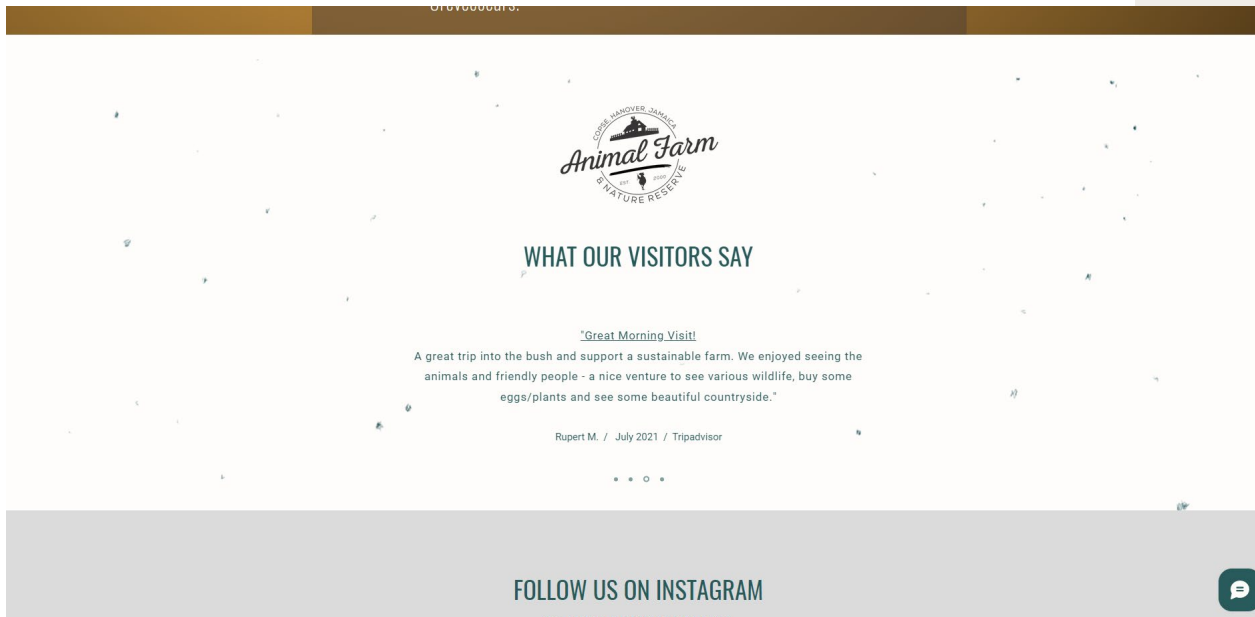 COPSE, HANOVER, JAMAICA
Animal Farm
EST. 2000
& NATURE RESERVE
WHAT OUR VISITORS SAY
"Great Morning Visit!
A great trip into the bush and support a sustainable farm. We enjoyed seeing the
animals and friendly people - a nice venture to see various wildlife, buy some
eggs/plants and see some beautiful countryside."
Rupert M. / July 2021 / Tripadvisor
FOLLOW US ON INSTAGRAM